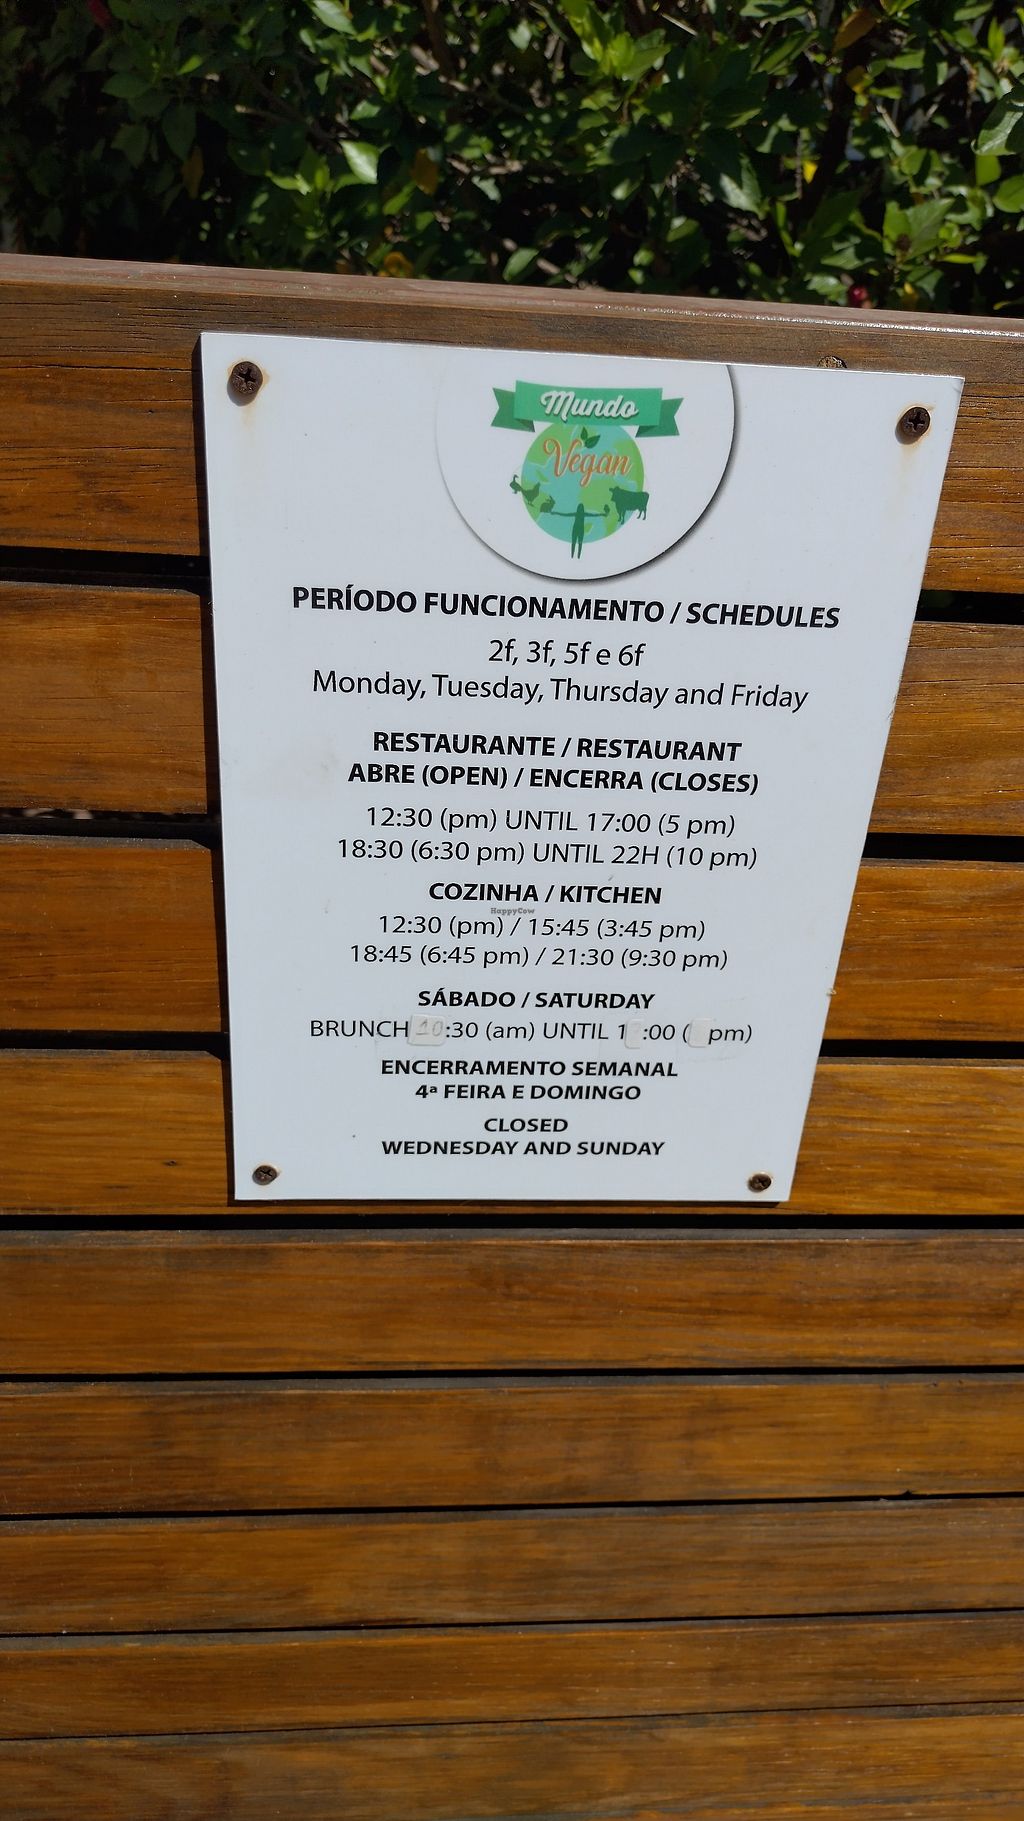 Mundo
Vegan
PERÍODO FUNCIONAMENTO / SCHEDULES
2f, 3f, 5f e 6f
Monday, Tuesday, Thursday and Friday
RESTAURANTE / RESTAURANT
ABRE (OPEN) / ENCERRA (CLOSES)
12:30 (pm) UNTIL 17:00 (5 pm)
18:30 (6:30 pm) UNTIL 22H (10 pm)
COZINHA / KITCHEN
HappyCow
12:30 (pm) / 15:45 (3:45 pm)
18:45 (6:45 pm) / 21:30 (9:30 pm)
SÁBADO / SATURDAY
BRUNCH 10:30 (am) UNTIL 1 :00 ( pm)
ENCERRAMENTO SEMANAL
4ª FEIRA E DOMINGO
CLOSED
WEDNESDAY AND SUNDAY